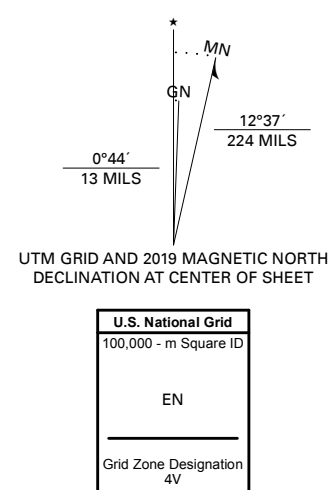 ★
MN
GN
12°37´
224 MILS
0°44´
13 MILS
UTM GRID AND 2019 MAGNETIC NORTH
DECLINATION AT CENTER OF SHEET
U.S. National Grid
100,000 - m Square ID
EN
Grid Zone Designation
4V